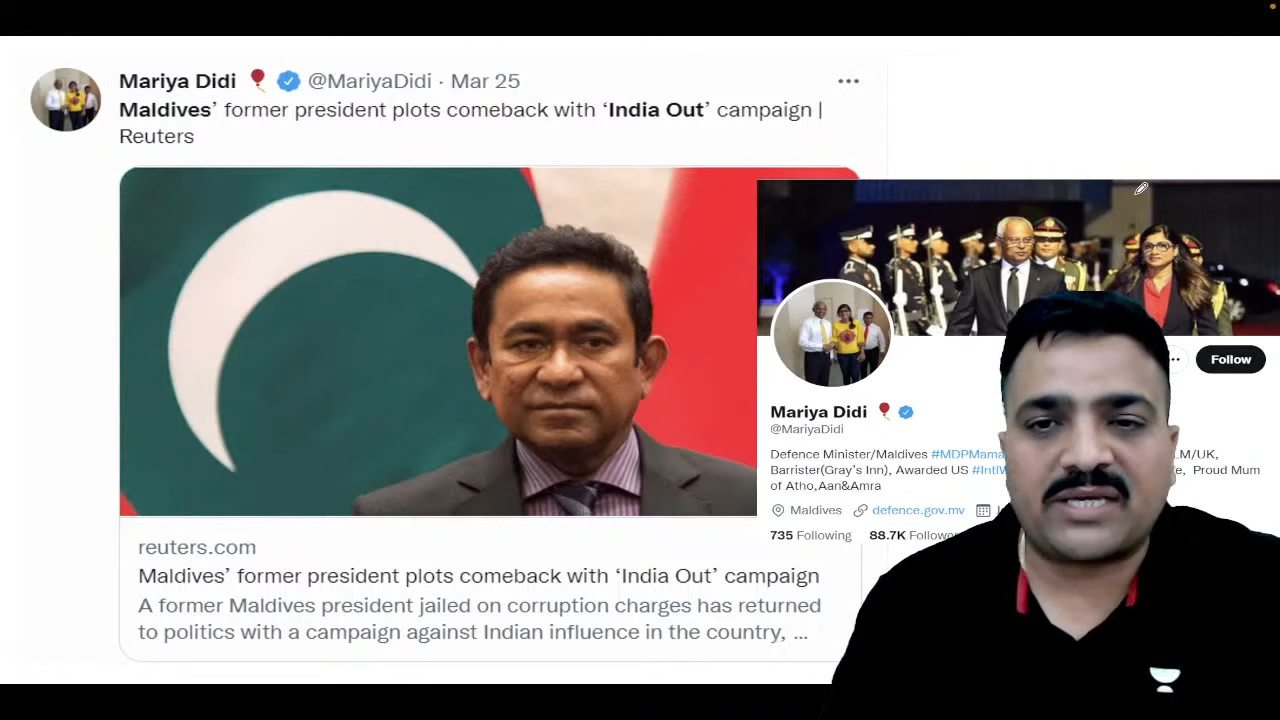 Mariya Didi @MariyaDidi · Mar 25
Maldives’ former president plots comeback with ‘India Out’ campaign |
Reuters
reuters.com
Maldives’ former president plots comeback with ‘India Out’ campaign
A former Maldives president jailed on corruption charges has returned
to politics with a campaign against Indian influence in the country, ...
Follow
Mariya Didi
@MariyaDidi
Defence Minister/Maldives #MDPMama .M/UK,
Barrister(Gray's Inn), Awarded US Proud Mum
of Atho,Aan&Amra
Maldives defence.gov.mv
735 Following 88.7K